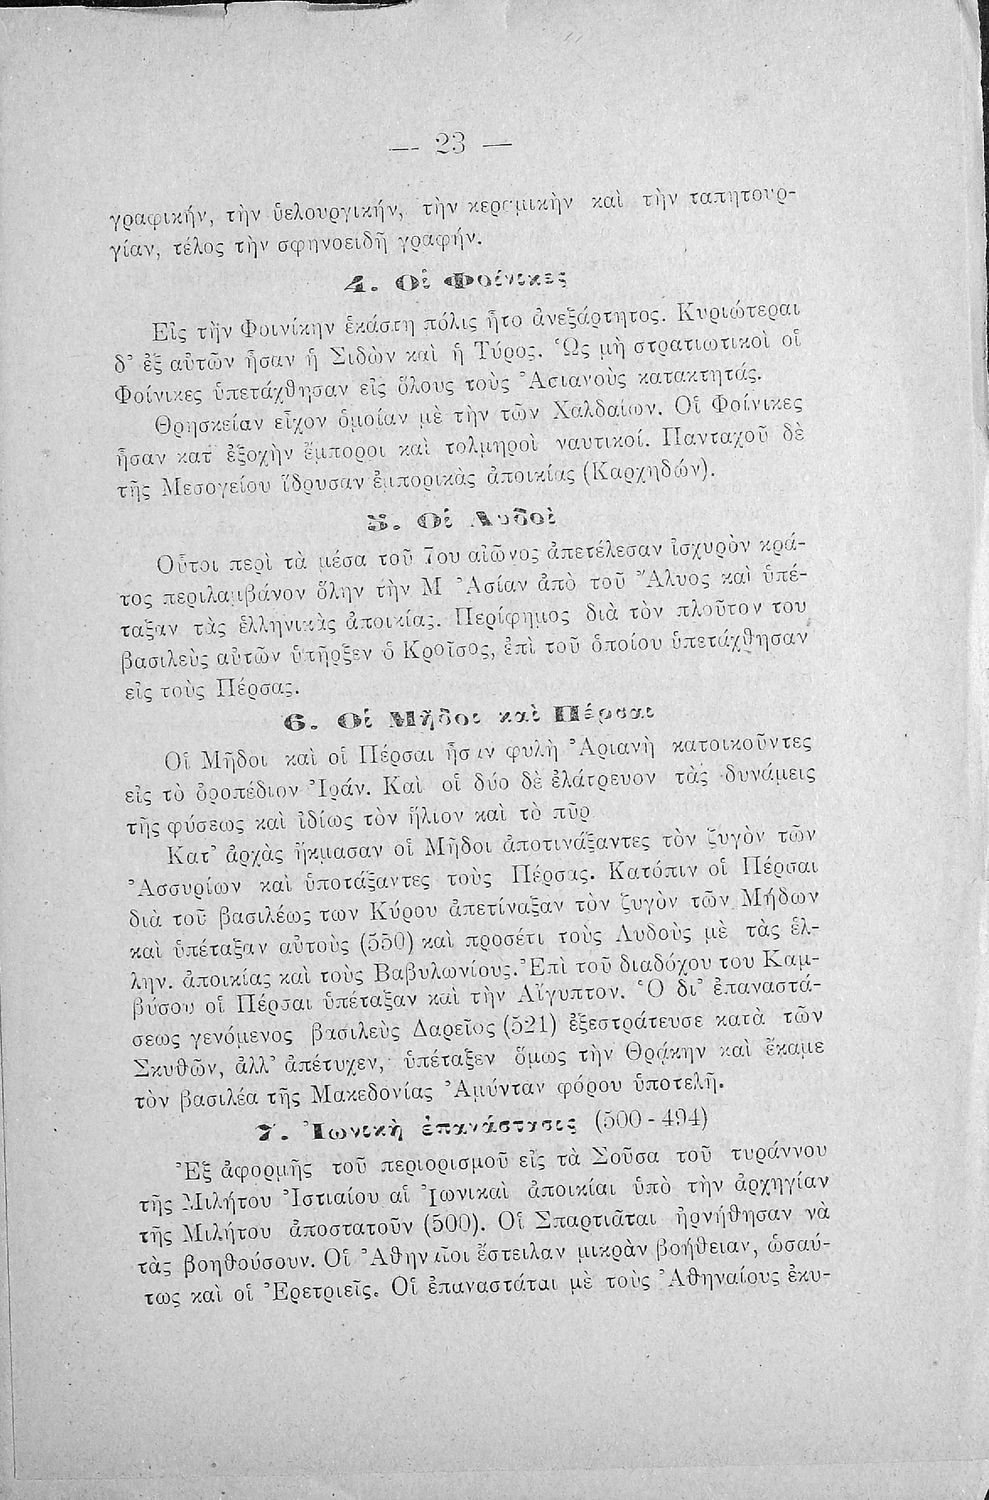 — 23 —
γραφικήν, τὴν ὑελουργικήν, τὴν κεραμικὴν καὶ τὴν ταπητουρ-
γίαν, τέλος τὴν σφηνοειδῆ γραφήν.
4. Οἱ Φοίνικες
Εἰς τὴν Φοινίκην ἑκάστη πόλις ἦτο ἀνεξάρτητος. Κυριώτεραι
δ' ἐξ αὐτῶν ἦσαν ἡ Σιδὼν καὶ ἡ Τύρος. Ὡς μὴ στρατιωτικοὶ οἱ
Φοίνικες ὑπετάχθησαν εἰς ὅλους τοὺς Ἀσιανοὺς κατακτητάς.
Θρησκείαν εἶχον ὁμοίαν μὲ τὴν τῶν Χαλδαίων. Οἱ Φοίνικες
ἦσαν κατ' ἐξοχὴν ἔμποροι καὶ τολμηροὶ ναυτικοί. Πανταχοῦ δὲ
τῆς Μεσογείου ἵδρυσαν ἐμπορικὰς ἀποικίας (Καρχηδών).
5. Οἱ Λυδοὶ
Οὗτοι περὶ τὰ μέσα τοῦ 7ου αἰῶνος ἀπετέλεσαν ἰσχυρὸν κρά-
τος περιλαμβάνον ὅλην τὴν Μ Ἀσίαν ἀπὸ τοῦ Ἅλυος καὶ ὑπέ-
ταξαν τὰς ἑλληνικὰς ἀποικίας. Περίφημος διὰ τὸν πλοῦτον του
βασιλεὺς αὐτῶν ὑπῆρξεν ὁ Κροῖσος, ἐπὶ τοῦ ὁποίου ὑπετάχθησαν
εἰς τοὺς Πέρσας.
6. Οἱ Μῆδοι καὶ Πέρσαι
Οἱ Μῆδοι καὶ οἱ Πέρσαι ἦσαν φυλὴ Ἀριανὴ κατοικοῦντες
εἰς τὸ ὀροπέδιον Ἰράν. Καὶ οἱ δύο δὲ ἐλάτρευον τὰς δυνάμεις
τῆς φύσεως καὶ ἰδίως τὸν ἥλιον καὶ τὸ πῦρ
Κατ' ἀρχὰς ἤκμασαν οἱ Μῆδοι ἀποτινάξαντες τὸν ζυγὸν τῶν
Ἀσσυρίων καὶ ὑποτάξαντες τοὺς Πέρσας. Κατόπιν οἱ Πέρσαι
διὰ τοῦ βασιλέως των Κύρου ἀπετίναξαν τὸν ζυγὸν τῶν Μήδων
καὶ ὑπέταξαν αὐτοὺς (550) καὶ προσέτι τοὺς Λυδοὺς μὲ τὰς ἑλ-
λην. ἀποικίας καὶ τοὺς Βαβυλωνίους. Ἐπὶ τοῦ διαδόχου του Καμ-
βύσου οἱ Πέρσαι ὑπέταξαν καὶ τὴν Αἴγυπτον. Ὁ δι' ἐπαναστά-
σεως γενόμενος βασιλεὺς Δαρεῖος (521) ἐξεστράτευσε κατὰ τῶν
Σκυθῶν, ἀλλ' ἀπέτυχεν, ὑπέταξεν ὅμως τὴν Θράκην καὶ ἔκαμε
τὸν βασιλέα τῆς Μακεδονίας Ἀμύνταν φόρου ὑποτελῆ.
7. Ἰωνικὴ ἐπανάστασις (500 - 494)
Ἐξ ἀφορμῆς τοῦ περιορισμοῦ εἰς τὰ Σοῦσα τοῦ τυράννου
τῆς Μιλήτου Ἱστιαίου αἱ Ἰωνικαὶ ἀποικίαι ὑπὸ τὴν ἀρχηγίαν
τῆς Μιλήτου ἀποστατοῦν (500). Οἱ Σπαρτιᾶται ἠρνήθησαν νὰ
τὰς βοηθούσουν. Οἱ Ἀθηναῖοι ἔστειλαν μικρὰν βοήθειαν, ὡσαύ-
τως καὶ οἱ Ἐρετριεῖς. Οἱ ἐπαναστάται μὲ τοὺς Ἀθηναίους ἐκυ-